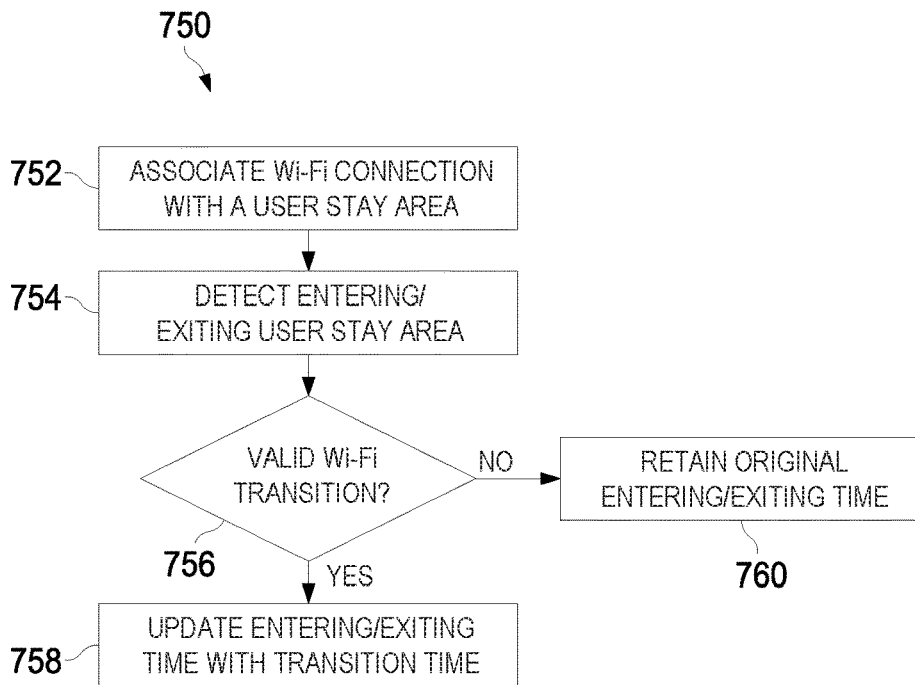 750
752
ASSOCIATE Wi-Fi CONNECTION
WITH A USER STAY AREA
754
DETECT ENTERING/
EXITING USER STAY AREA
VALID Wi-Fi
TRANSITION?
756
NO
RETAIN ORIGINAL
ENTERING/EXITING TIME
760
YES
758
UPDATE ENTERING/EXITING
TIME WITH TRANSITION TIME